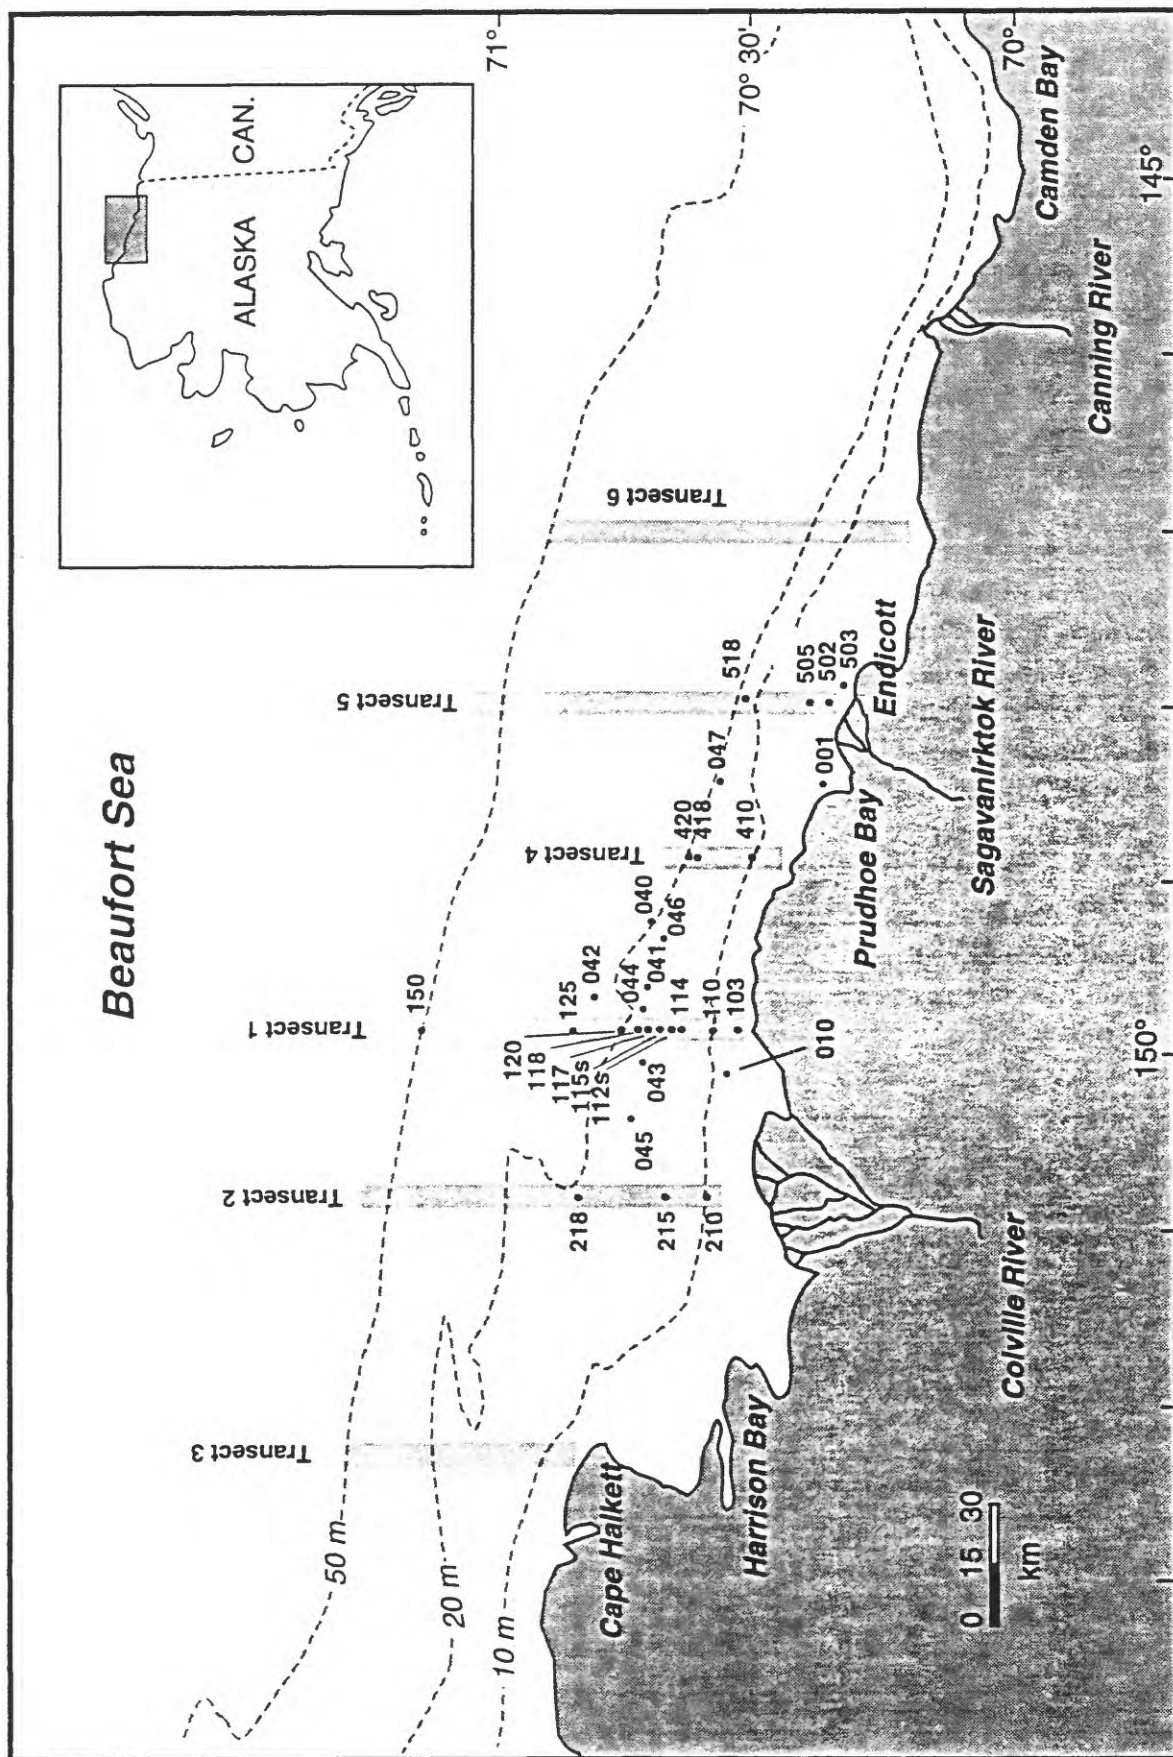 Beaufort Sea
ALASKA
CAN.
71°
70° 30'
70°
145°
150°
50 m
20 m
10 m
Transect 3
Transect 2
Transect 1
Transect 4
Transect 5
Transect 6
150
125
042
120
118
117
115s
112s
044
041
040
046
114
110
103
043
045
010
218
215
210
420
418
410
047
001
518
505
502
503
Cape Halkett
Harrison Bay
Colville River
Prudhoe Bay
Sagavanirktok River
Endicott
Canning River
Camden Bay
0 15 30
km